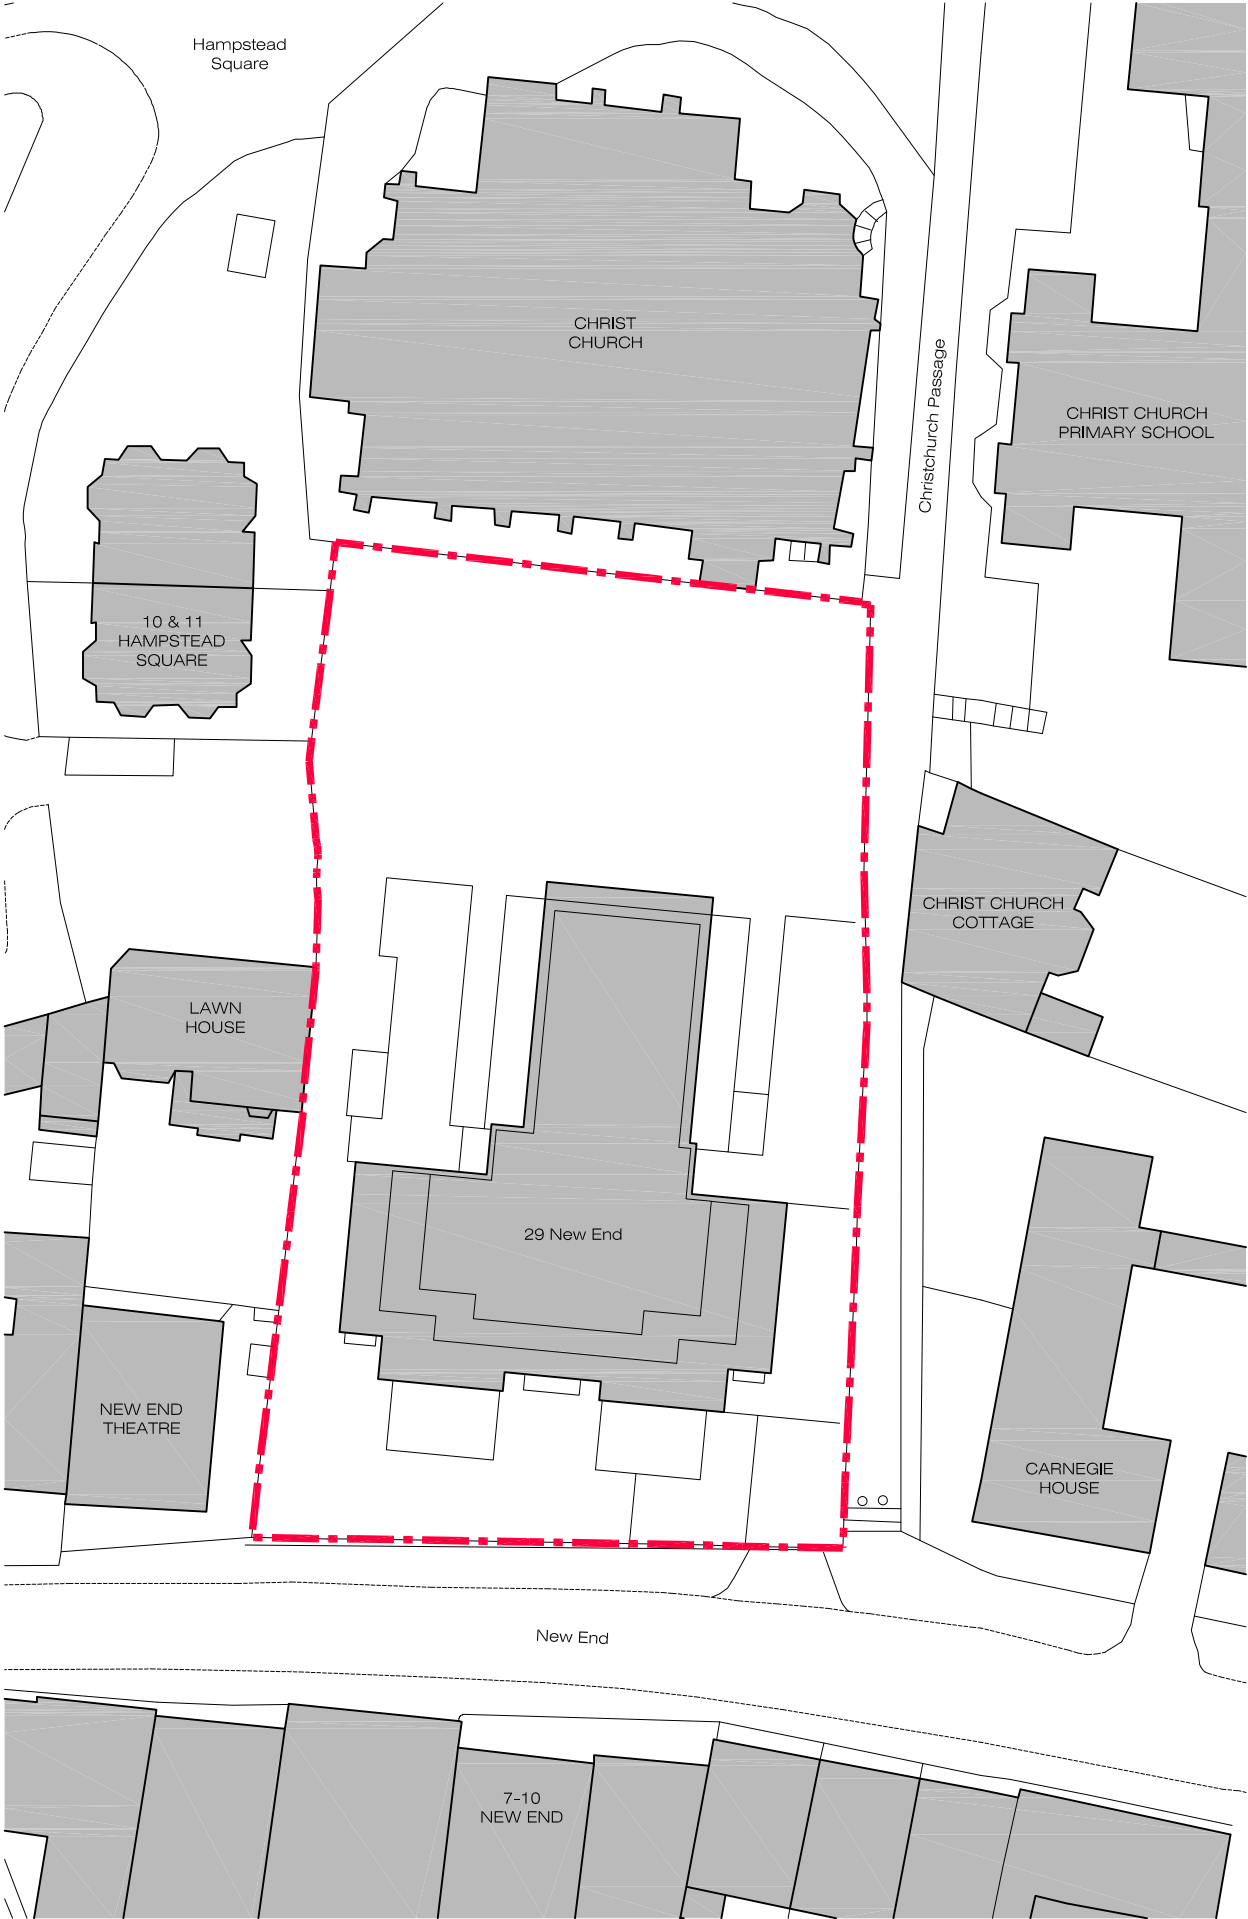 Hampstead
Square
CHRIST
CHURCH
Christchurch Passage
CHRIST CHURCH
PRIMARY SCHOOL
10 & 11
HAMPSTEAD
SQUARE
CHRIST CHURCH
COTTAGE
LAWN
HOUSE
29 New End
NEW END
THEATRE
CARNEGIE
HOUSE
New End
7-10
NEW END